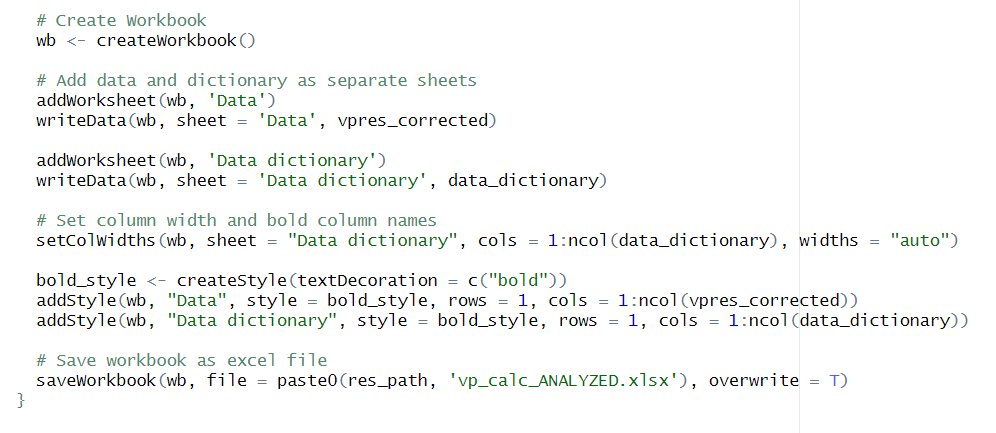 # Create Workbook
wb <- createWorkbook()
# Add data and dictionary as separate sheets
addWorksheet(wb, 'Data')
writeData(wb, sheet = 'Data', vpres_corrected)
addWorksheet(wb, 'Data dictionary')
writeData(wb, sheet = 'Data dictionary', data_dictionary)
# Set column width and bold column names
setColWidths(wb, sheet = "Data dictionary", cols = 1:ncol(data_dictionary), widths = "auto")
bold_style <- createStyle(textDecoration = c("bold"))
addStyle(wb, "Data", style = bold_style, rows = 1, cols = 1:ncol(vpres_corrected))
addStyle(wb, "Data dictionary", style = bold_style, rows = 1, cols = 1:ncol(data_dictionary))
# Save workbook as excel file
saveWorkbook(wb, file = paste0(res_path, 'vp_calc_ANALYZED.xlsx'), overwrite = T)
}